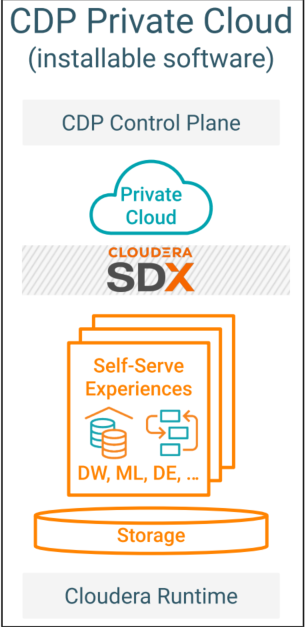 CDP Private Cloud
(installable software)
CDP Control Plane
Private
Cloud
CLOUDERA
SDX
Self-Serve
Experiences
DW, ML, DE, ...
Storage
Cloudera Runtime